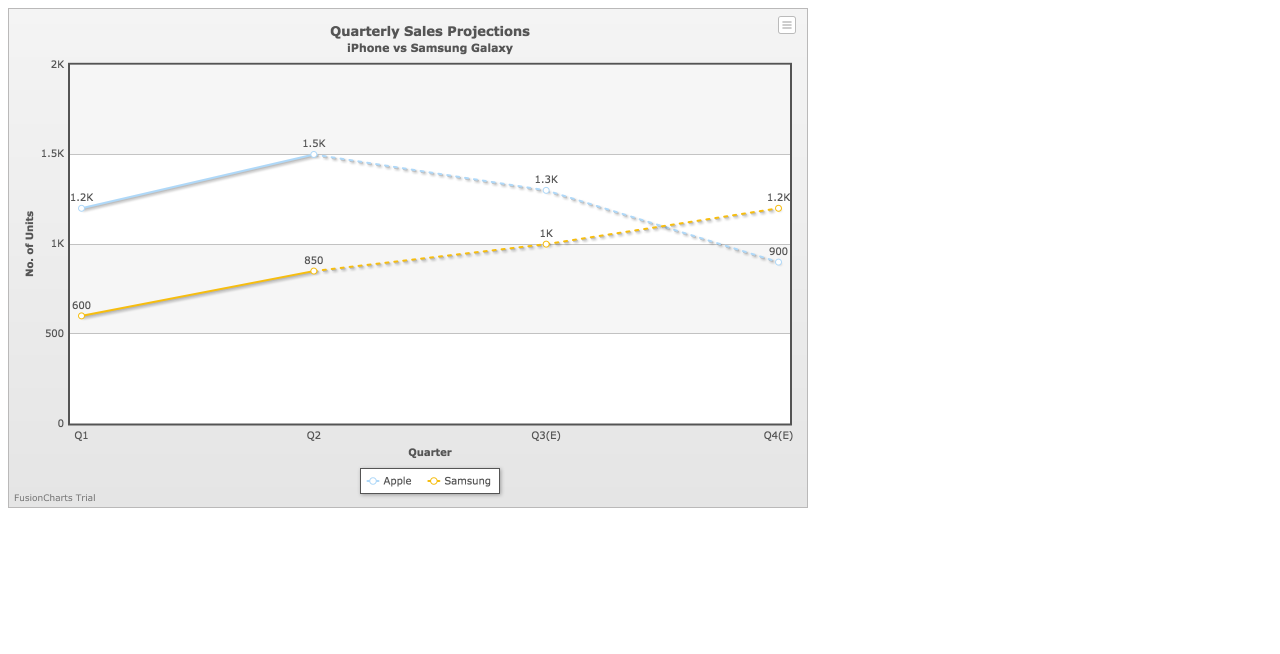 Quarterly Sales Projections
iPhone vs Samsung Galaxy
2K
1.5K
1K
500
0
No. of Units
1.2K
1.5K
1.3K
900
600
850
1K
1.2K
Q1
Q2
Q3(E)
Q4(E)
Quarter
Apple
Samsung
FusionCharts Trial